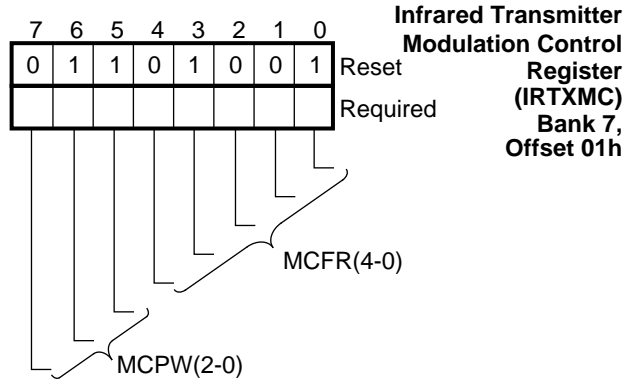 Infrared Transmitter
Modulation Control
Register
(IRTXMC)
Bank 7,
Offset 01h
7 6 5 4 3 2 1 0
0 1 1 0 1 0 0 1 Reset
Required
MCFR(4-0)
MCPW(2-0)